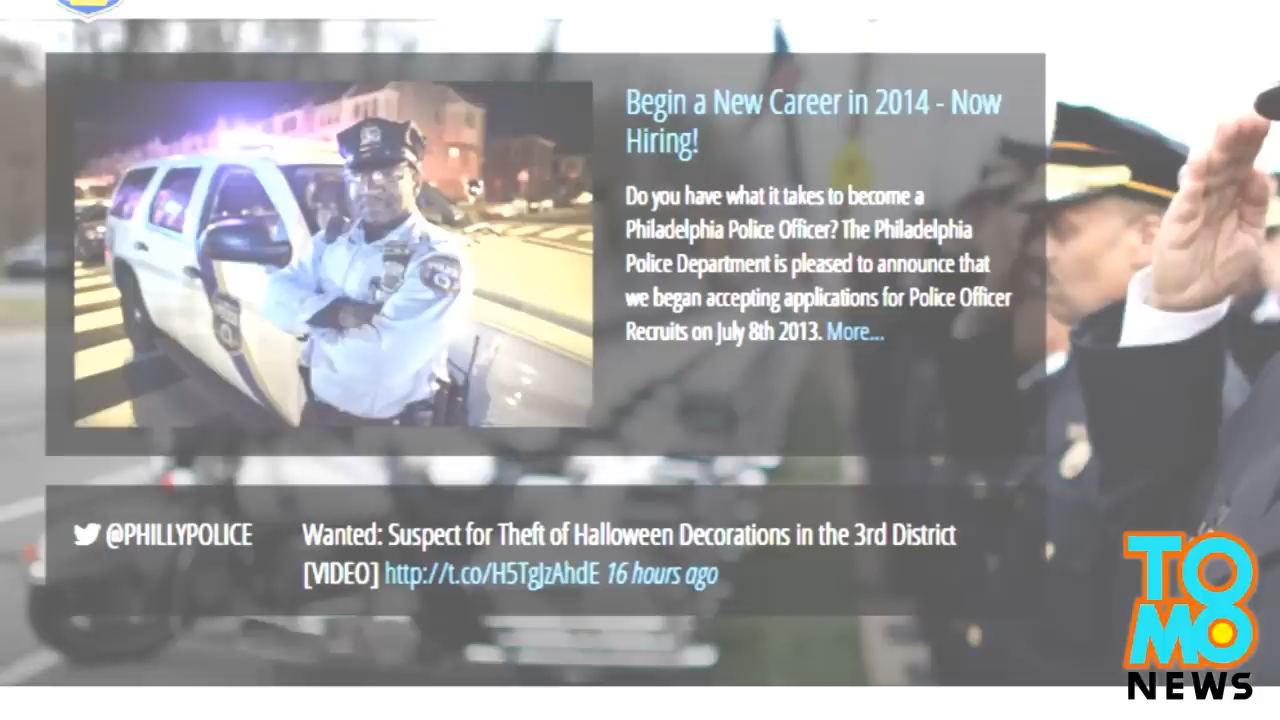 Begin a New Career in 2014 - Now
Hiring!
Do you have what it takes to become a
Philadelphia Police Officer? The Philadelphia
Police Department is pleased to announce that
we began accepting applications for Police Officer
Recruits on July 8th 2013. More...
@PHILLYPOLICE
Wanted: Suspect for Theft of Halloween Decorations in the 3rd District
[VIDEO] http://t.co/H5TgJzAhdE 16 hours ago
TO
MO
NEWS